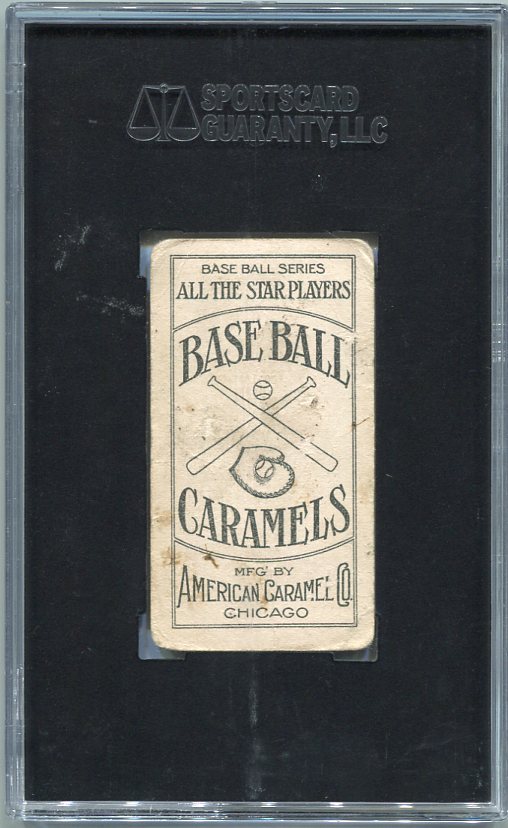 SPORTSCARD
GUARANTY, LLC
BASE BALL SERIES
ALL THE STAR PLAYERS
BASE BALL
CARAMELS
MFG' BY
AMERICAN CARAMEL CO.
CHICAGO